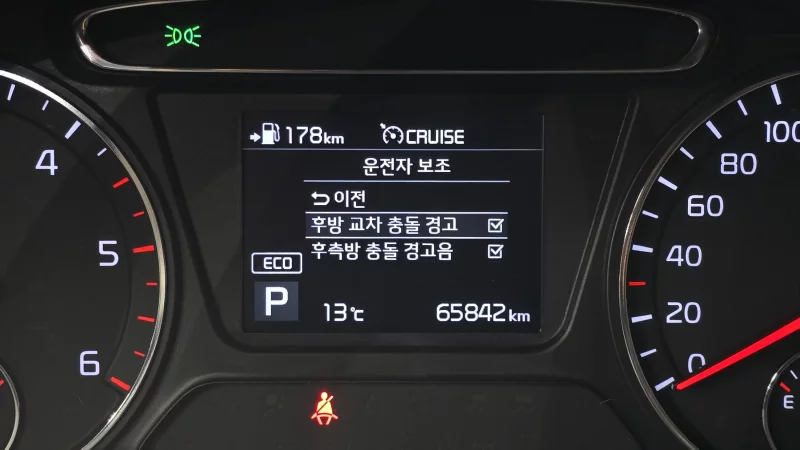 178km CRUISE
운전자 보조
이전
후방 교차 충돌 경고
후측방 충돌 경고음
ECO
P 13℃ 65842km
4
5
6
100
80
60
40
20
0
E